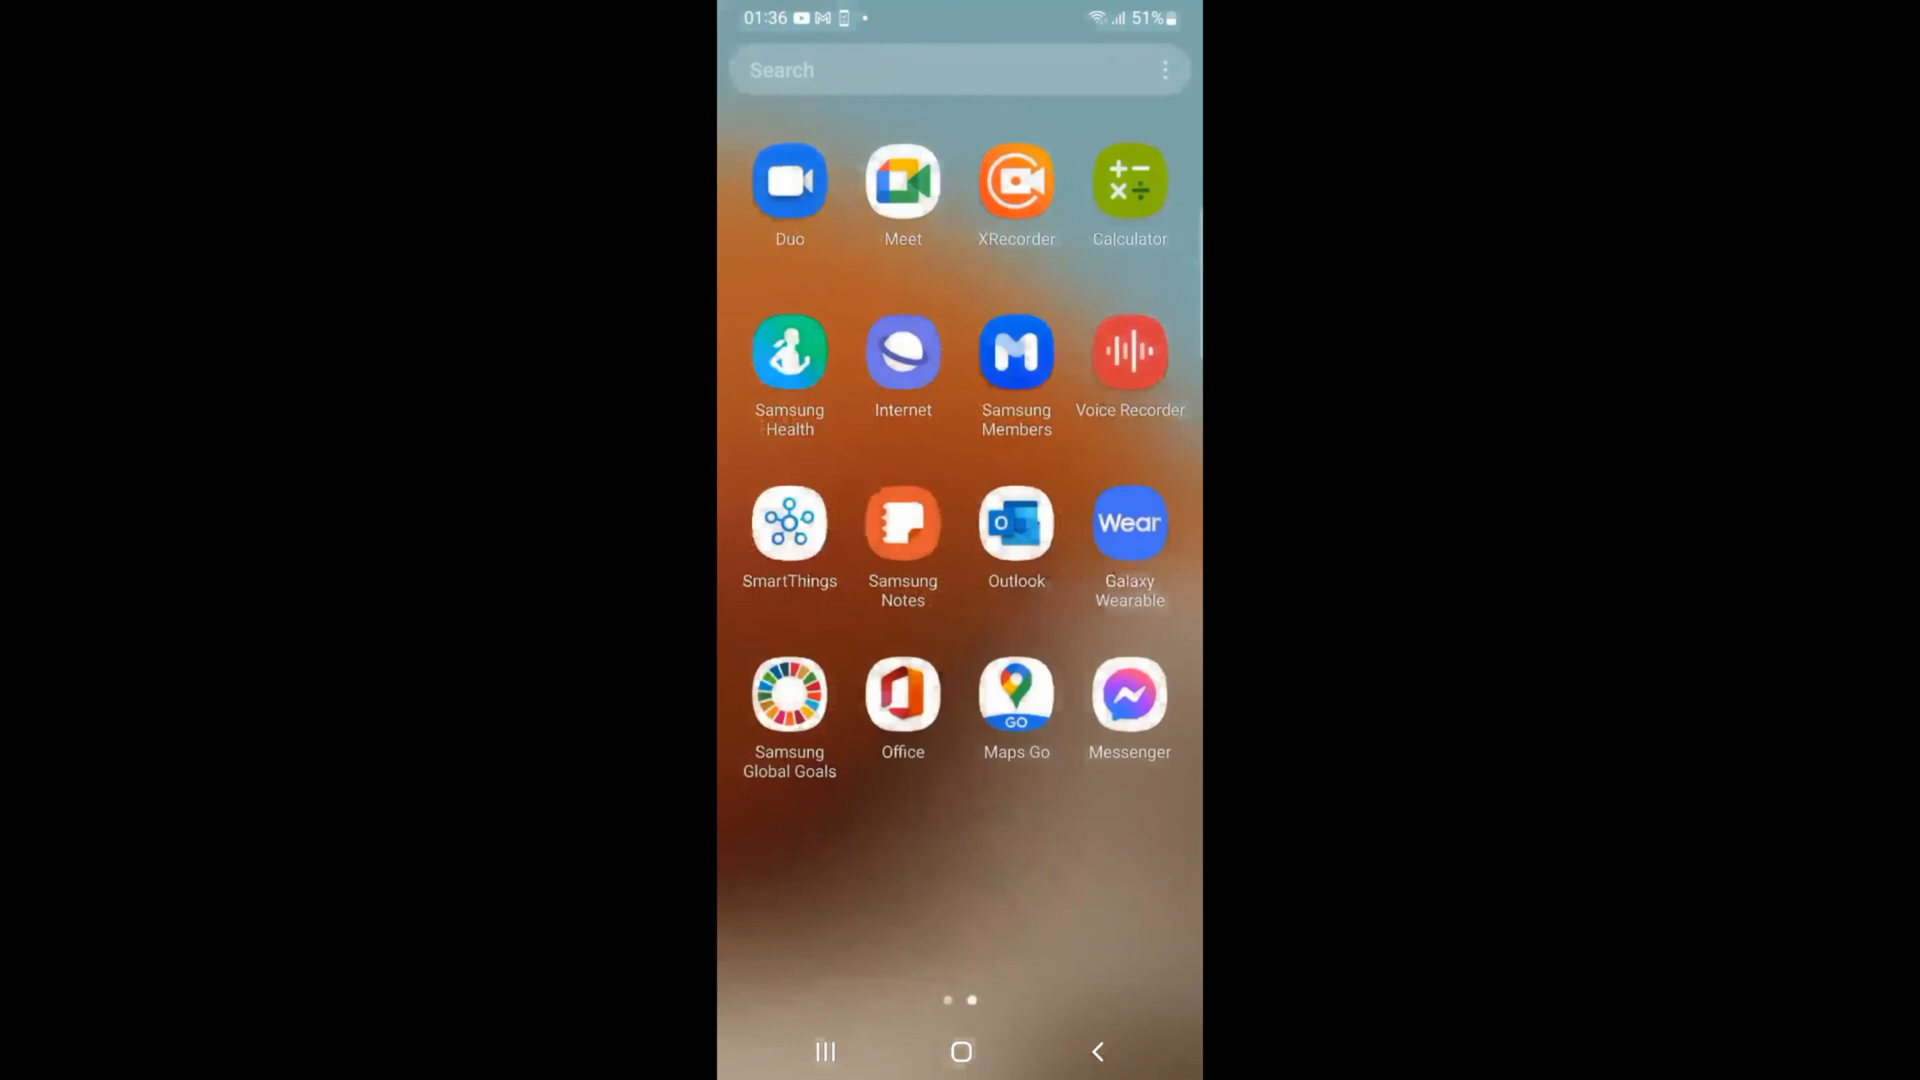 01:36
51%
Search
Duo
Meet
XRecorder
Calculator
Samsung
Health
Internet
Samsung
Members
Voice Recorder
SmartThings
Samsung
Notes
O
Outlook
Wear
Galaxy
Wearable
Samsung
Global Goals
Office
GO
Maps Go
Messenger